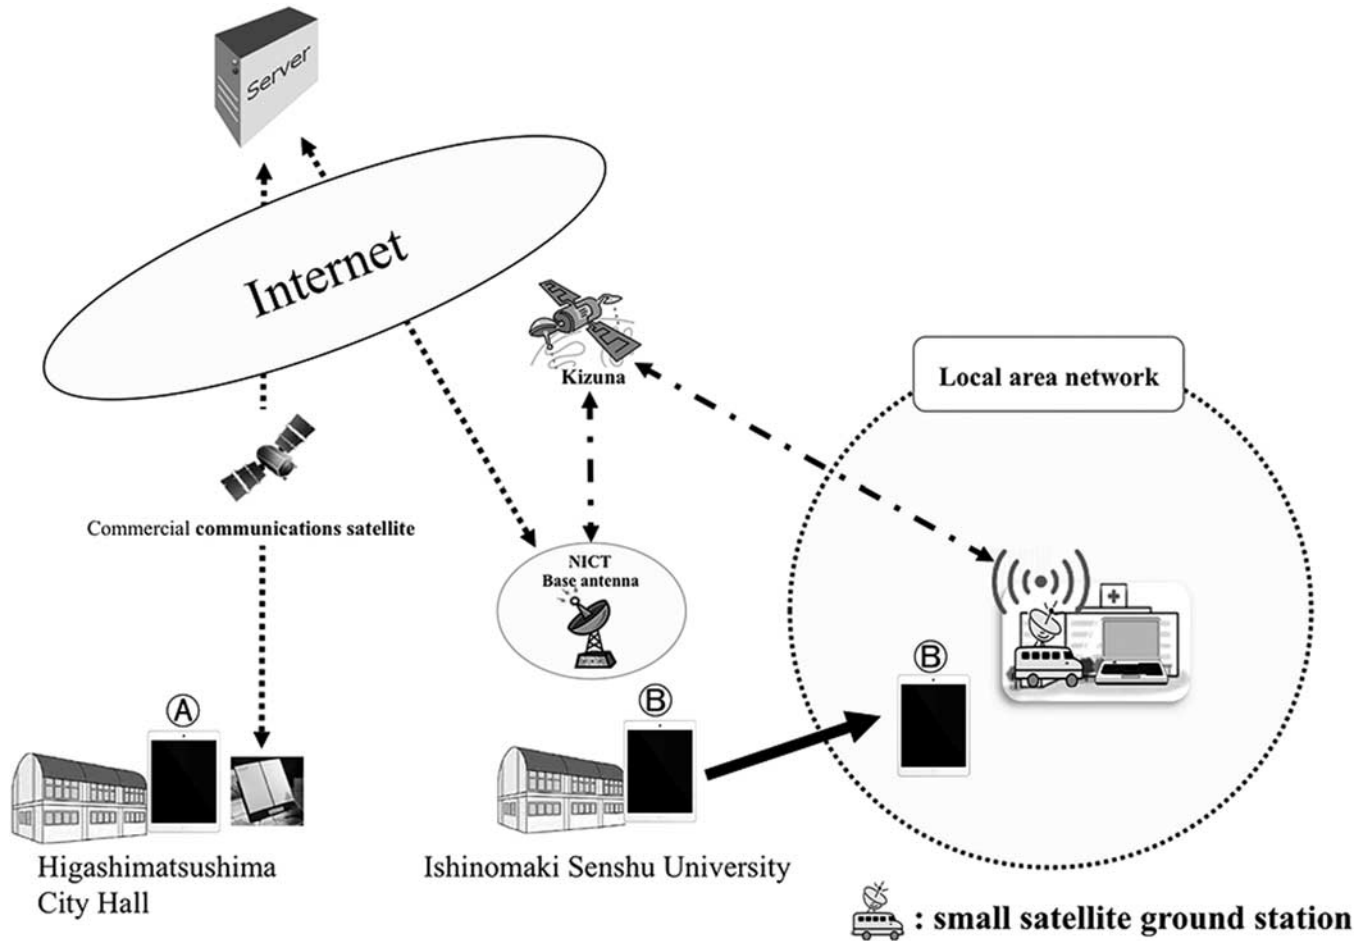 Server
Internet
Kizuna
Local area network
Commercial communications satellite
NICT
Base antenna
Ⓐ
Ⓑ
Ⓑ
Higashimatsushima
City Hall
Ishinomaki Senshu University
: small satellite ground station